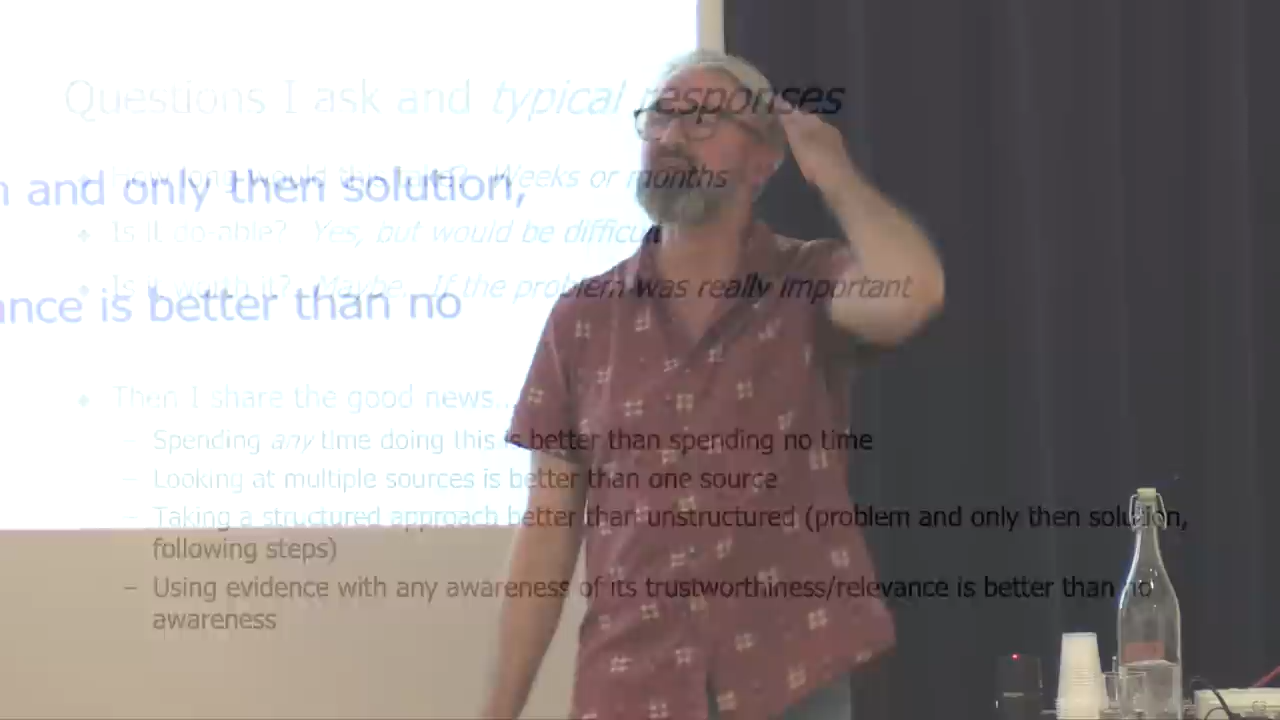 Questions I ask and typical responses
How long would this take? Weeks or months
n and only then solution,
Is it do-able? Yes, but would be difficult
Is it worth it? Maybe. If the problem was really important
ance is better than no
Then I share the good news...
– Spending any time doing this is better than spending no time
– Looking at multiple sources is better than one source
– Taking a structured approach better than unstructured (problem and only then solution,
following steps)
– Using evidence with any awareness of its trustworthiness/relevance is better than no
awareness